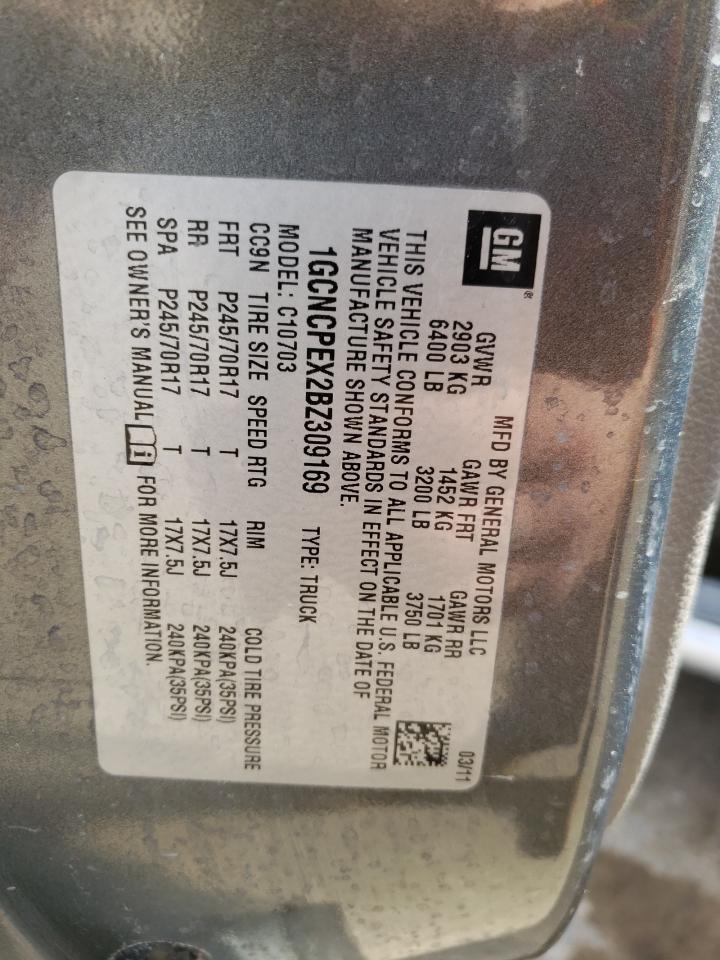 GM®
MFD BY GENERAL MOTORS LLC 03/11
GVWR GAWR FRT GAWR RR
2903 KG 1452 KG 1701 KG
6400 LB 3200 LB 3750 LB
THIS VEHICLE CONFORMS TO ALL APPLICABLE U.S. FEDERAL MOTOR
VEHICLE SAFETY STANDARDS IN EFFECT ON THE DATE OF
MANUFACTURE SHOWN ABOVE.
1GCNCPEX2BZ309169 TYPE: TRUCK
MODEL: C10703
CC9N TIRE SIZE SPEED RTG RIM COLD TIRE PRESSURE
FRT P245/70R17 T 17X7.5J 240KPA(35PSI)
RR P245/70R17 T 17X7.5J 240KPA(35PSI)
SPA P245/70R17 T 17X7.5J 240KPA(35PSI)
SEE OWNER'S MANUAL i FOR MORE INFORMATION.